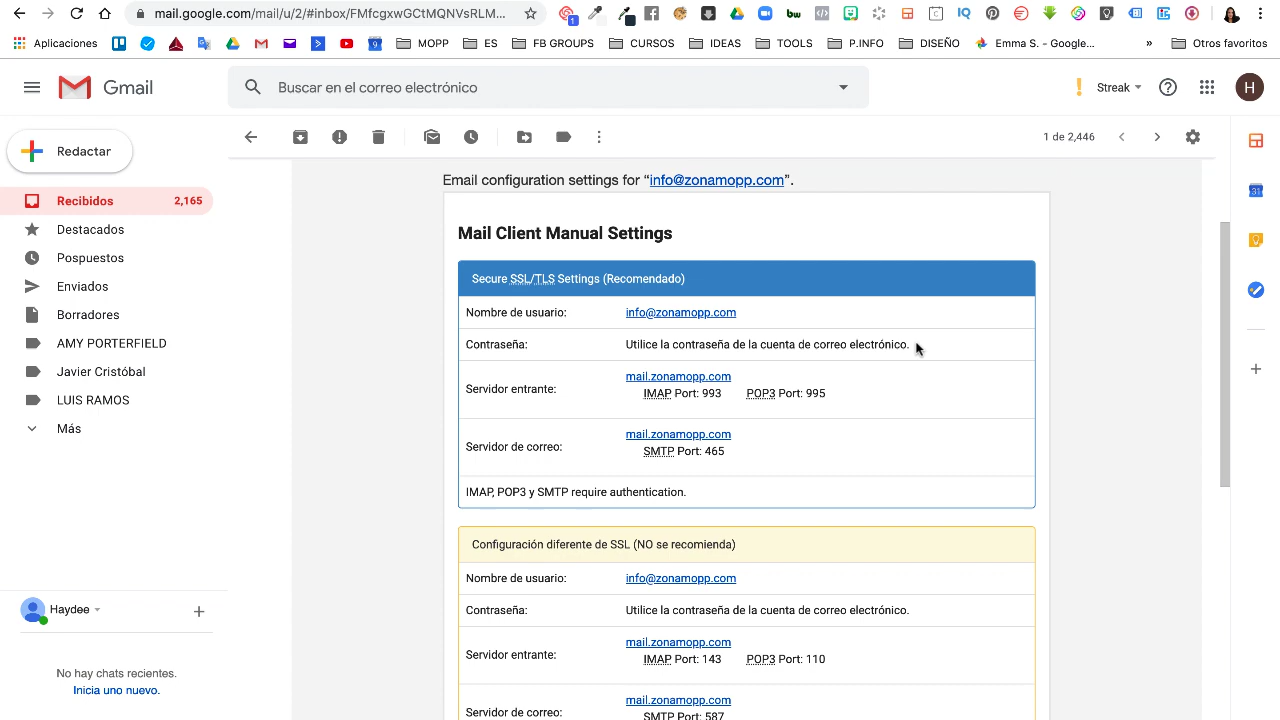 mail.google.com/mail/u/2/#inbox/FMfcgxwGCtMQNVsRLM...
1
Aplicaciones
9
MOPP
ES
FB GROUPS
CURSOS
IDEAS
TOOLS
P.INFO
DISEÑO
Emma S. - Google...
»
Otros favoritos
Gmail
Buscar en el correo electrónico
Streak
H
Redactar
1 de 2,446
Recibidos 2,165
Destacados
Pospuestos
Enviados
Borradores
AMY PORTERFIELD
Javier Cristóbal
LUIS RAMOS
Más
Haydee
No hay chats recientes.
Inicia uno nuevo.
Email configuration settings for “info@zonamopp.com”.
Mail Client Manual Settings
Secure SSL/TLS Settings (Recomendado)
Nombre de usuario: info@zonamopp.com
Contraseña: Utilice la contraseña de la cuenta de correo electrónico.
Servidor entrante: mail.zonamopp.com
IMAP Port: 993 POP3 Port: 995
Servidor de correo: mail.zonamopp.com
SMTP Port: 465
IMAP, POP3 y SMTP require authentication.
Configuración diferente de SSL (NO se recomienda)
Nombre de usuario: info@zonamopp.com
Contraseña: Utilice la contraseña de la cuenta de correo electrónico.
Servidor entrante: mail.zonamopp.com
IMAP Port: 143 POP3 Port: 110
Servidor de correo: mail.zonamopp.com
SMTP Port: 587
31